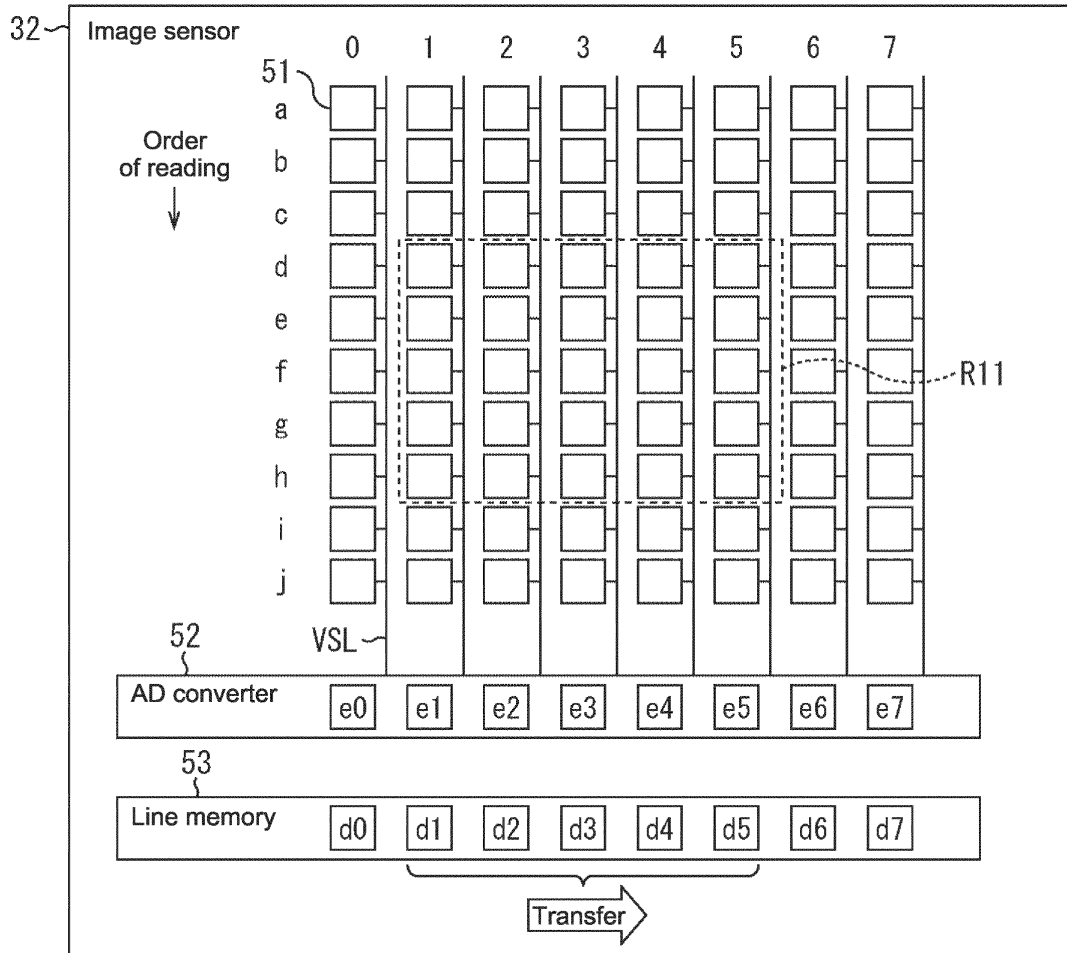 32
Image sensor
0 1 2 3 4 5 6 7
51
a
Order
of reading
b
c
d
e
f
R11
g
h
i
j
VSL
52
AD converter
e0 e1 e2 e3 e4 e5 e6 e7
53
Line memory
d0 d1 d2 d3 d4 d5 d6 d7
Transfer